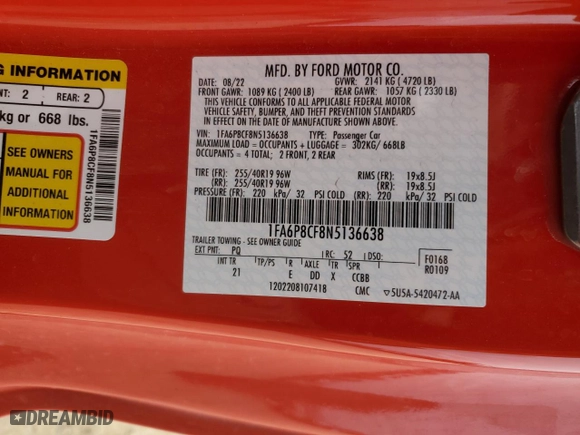 G INFORMATION
NT: 2 REAR: 2
kg or 668 lbs.
SEE OWNERS
MANUAL FOR
ADDITIONAL
INFORMATION
1FA6P8CF8N5136638
MFD. BY FORD MOTOR CO.
DATE: 08/22 GVWR: 2141 KG ( 4720 LB)
FRONT GAWR: 1089 KG ( 2400 LB) REAR GAWR: 1057 KG ( 2330 LB)
THIS VEHICLE CONFORMS TO ALL APPLICABLE FEDERAL MOTOR
VEHICLE SAFETY, BUMPER, AND THEFT PREVENTION STANDARDS
IN EFFECT ON THE DATE OF MANUFACTURE SHOWN ABOVE.
VIN: 1FA6P8CF8N5136638 TYPE: Passenger Car
MAXIMUM LOAD = OCCUPANTS + LUGGAGE = 302KG/ 668LB
OCCUPANTS = 4 TOTAL; 2 FRONT, 2 REAR
TIRE (FR): 255/40R19 96W RIMS (FR): 19x8.5J
TIRE (RR): 255/40R19 96W (RR): 19x8.5J
PRESSURE (FR): 220 kPa/ 32 PSI COLD (RR): 220 kPa/ 32 PSI COLD
1FA6P8CF8N5136638
TRAILER TOWING - SEE OWNER GUIDE
EXT PNT: PQ RC: 52 DSO: F0168
INT TR TP/PS R AXLE TR SPR R0109
21 E DD X CCBB
1202208107418 CMC ▽5U5A-5420472-AA
DREAMBID